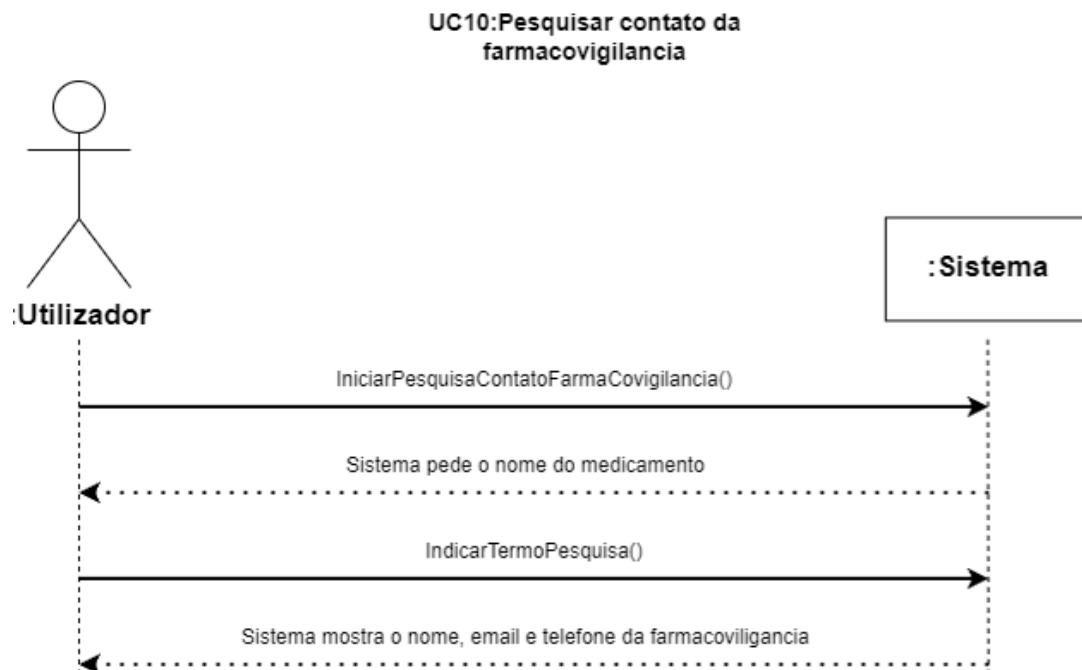 UC10:Pesquisar contato da
farmacovigilancia
:Sistema
:Utilizador
IniciarPesquisaContatoFarmaCovigilancia()
Sistema pede o nome do medicamento
IndicarTermoPesquisa()
Sistema mostra o nome, email e telefone da farmacoviligancia